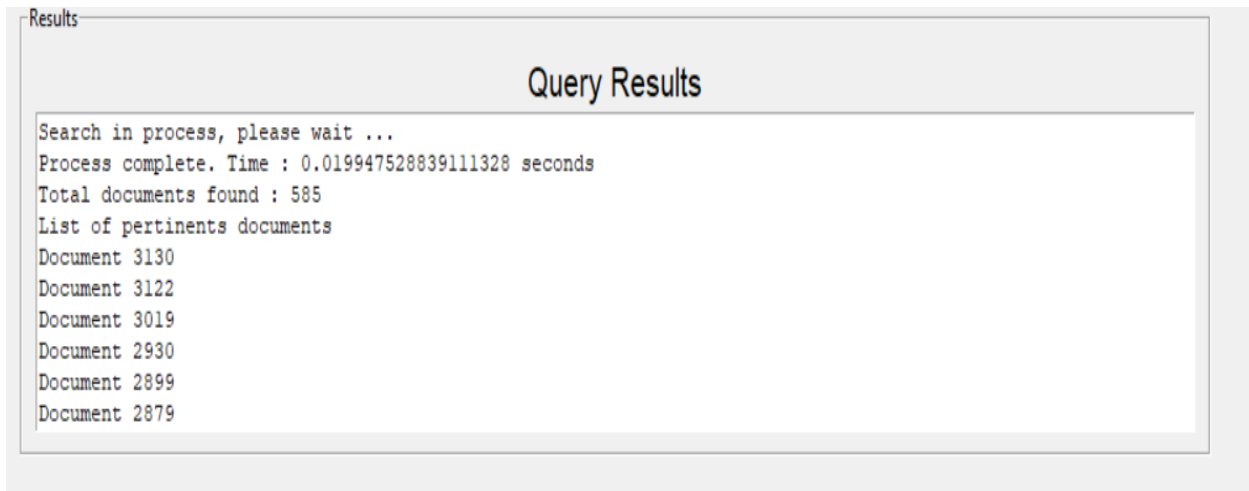 Results
Query Results
Search in process, please wait ...
Process complete. Time : 0.019947528839111328 seconds
Total documents found : 585
List of pertinents documents
Document 3130
Document 3122
Document 3019
Document 2930
Document 2899
Document 2879